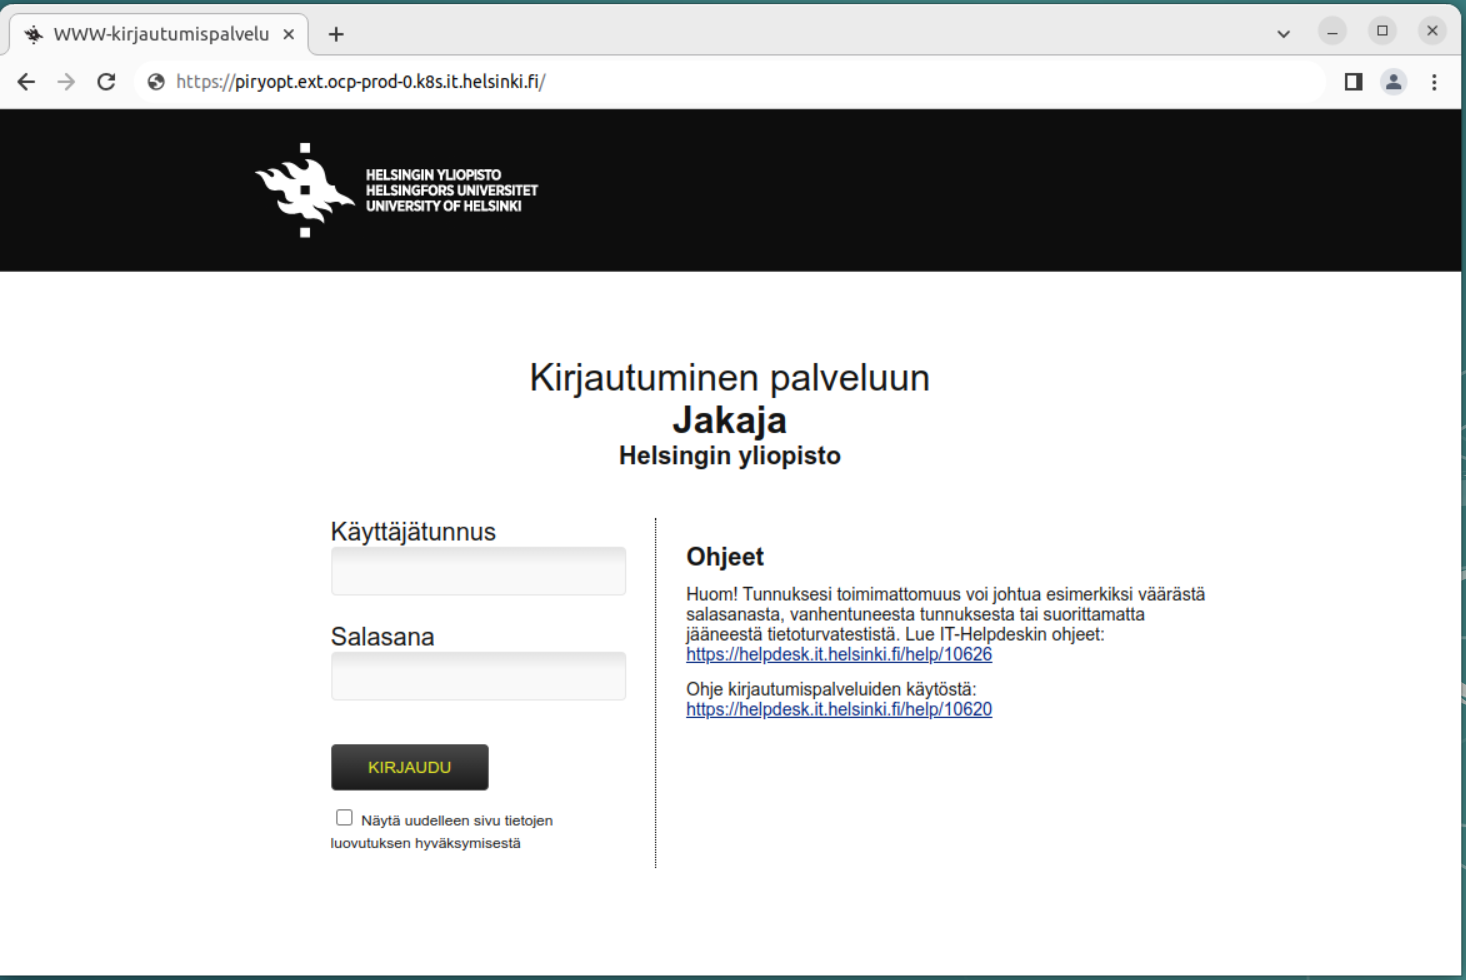 WWW-kirjautumispalvelu
https://piryopt.ext.ocp-prod-0.k8s.it.helsinki.fi/
HELSINGIN YLIOPISTO
HELSINGFORS UNIVERSITET
UNIVERSITY OF HELSINKI
Kirjautuminen palveluun
Jakaja
Helsingin yliopisto
Käyttäjätunnus
Salasana
KIRJAUDU
Näytä uudelleen sivu tietojen
luovutuksen hyväksymisestä
Ohjeet
Huom! Tunnuksesi toimimattomuus voi johtua esimerkiksi väärästä
salasanasta, vanhentuneesta tunnuksesta tai suorittamatta
jääneestä tietoturvatestistä. Lue IT-Helpdeskin ohjeet:
https://helpdesk.it.helsinki.fi/help/10626
Ohje kirjautumispalveluiden käytöstä:
https://helpdesk.it.helsinki.fi/help/10620